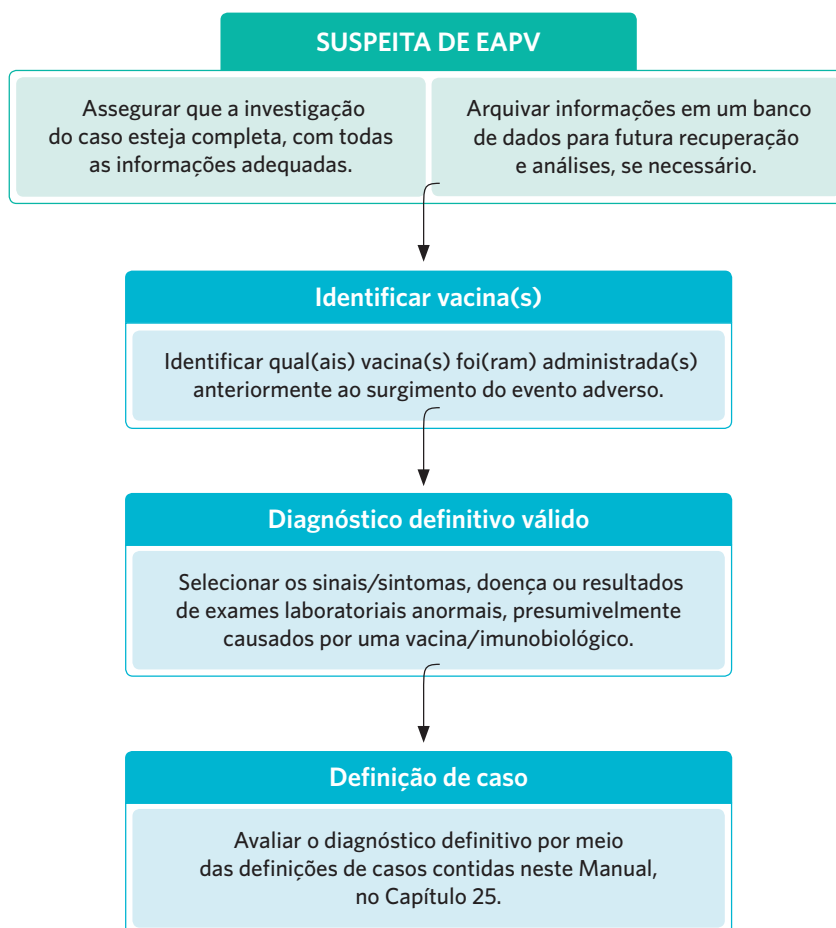 SUSPEITA DE EAPV
Assegurar que a investigação
do caso esteja completa, com todas
as informações adequadas.
Arquivar informações em um banco
de dados para futura recuperação
e análises, se necessário.
Identificar vacina(s)
Identificar qual(ais) vacina(s) foi(ram) administrada(s)
anteriormente ao surgimento do evento adverso.
Diagnóstico definitivo válido
Selecionar os sinais/sintomas, doença ou resultados
de exames laboratoriais anormais, presumivelmente
causados por uma vacina/imunobiológico.
Definição de caso
Avaliar o diagnóstico definitivo por meio
das definições de casos contidas neste Manual,
no Capítulo 25.